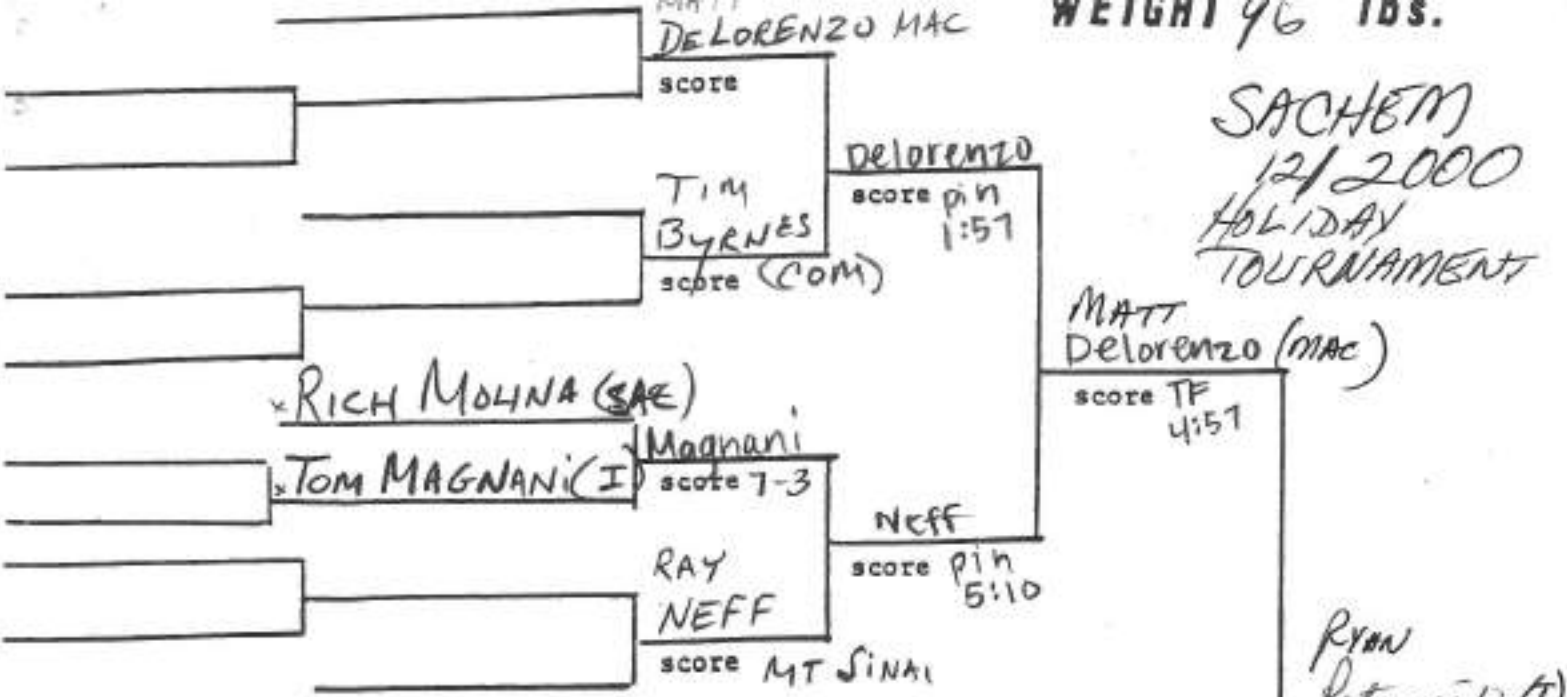 WEIGHT 96 lbs.
MATT
DELORENZO MAC
score
SACHEM
12/2000
HOLIDAY
TOURNAMENT
Delorenzo
score pin
1:57
TIM
BYRNES
score (COM)
MATT
Delorenzo (MAC)
score TF
4:57
x RICH MOLINA (SAE)
Magnani
score 7-3
x TOM MAGNANI (I)
Neff
score pin
5:10
RAY
NEFF
score MT SINAI
RYAN